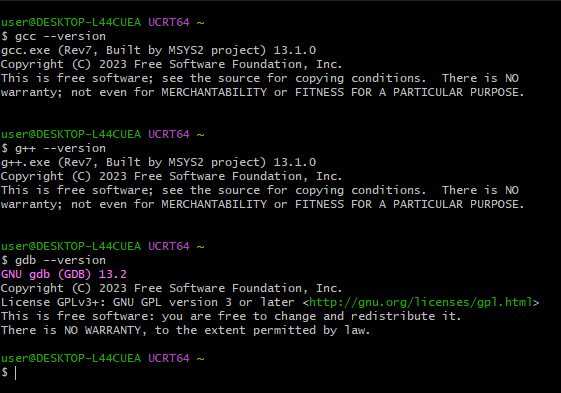 user@DESKTOP-L44CUEA UCRT64 ~
$ gcc --version
gcc.exe (Rev7, Built by MSYS2 project) 13.1.0
Copyright (C) 2023 Free Software Foundation, Inc.
This is free software; see the source for copying conditions.  There is NO
warranty; not even for MERCHANTABILITY or FITNESS FOR A PARTICULAR PURPOSE.
user@DESKTOP-L44CUEA UCRT64 ~
$ g++ --version
g++.exe (Rev7, Built by MSYS2 project) 13.1.0
Copyright (C) 2023 Free Software Foundation, Inc.
This is free software; see the source for copying conditions.  There is NO
warranty; not even for MERCHANTABILITY or FITNESS FOR A PARTICULAR PURPOSE.
user@DESKTOP-L44CUEA UCRT64 ~
$ gdb --version
GNU gdb (GDB) 13.2
Copyright (C) 2023 Free Software Foundation, Inc.
License GPLv3+: GNU GPL version 3 or later <http://gnu.org/licenses/gpl.html>
This is free software: you are free to change and redistribute it.
There is NO WARRANTY, to the extent permitted by law.
user@DESKTOP-L44CUEA UCRT64 ~
$